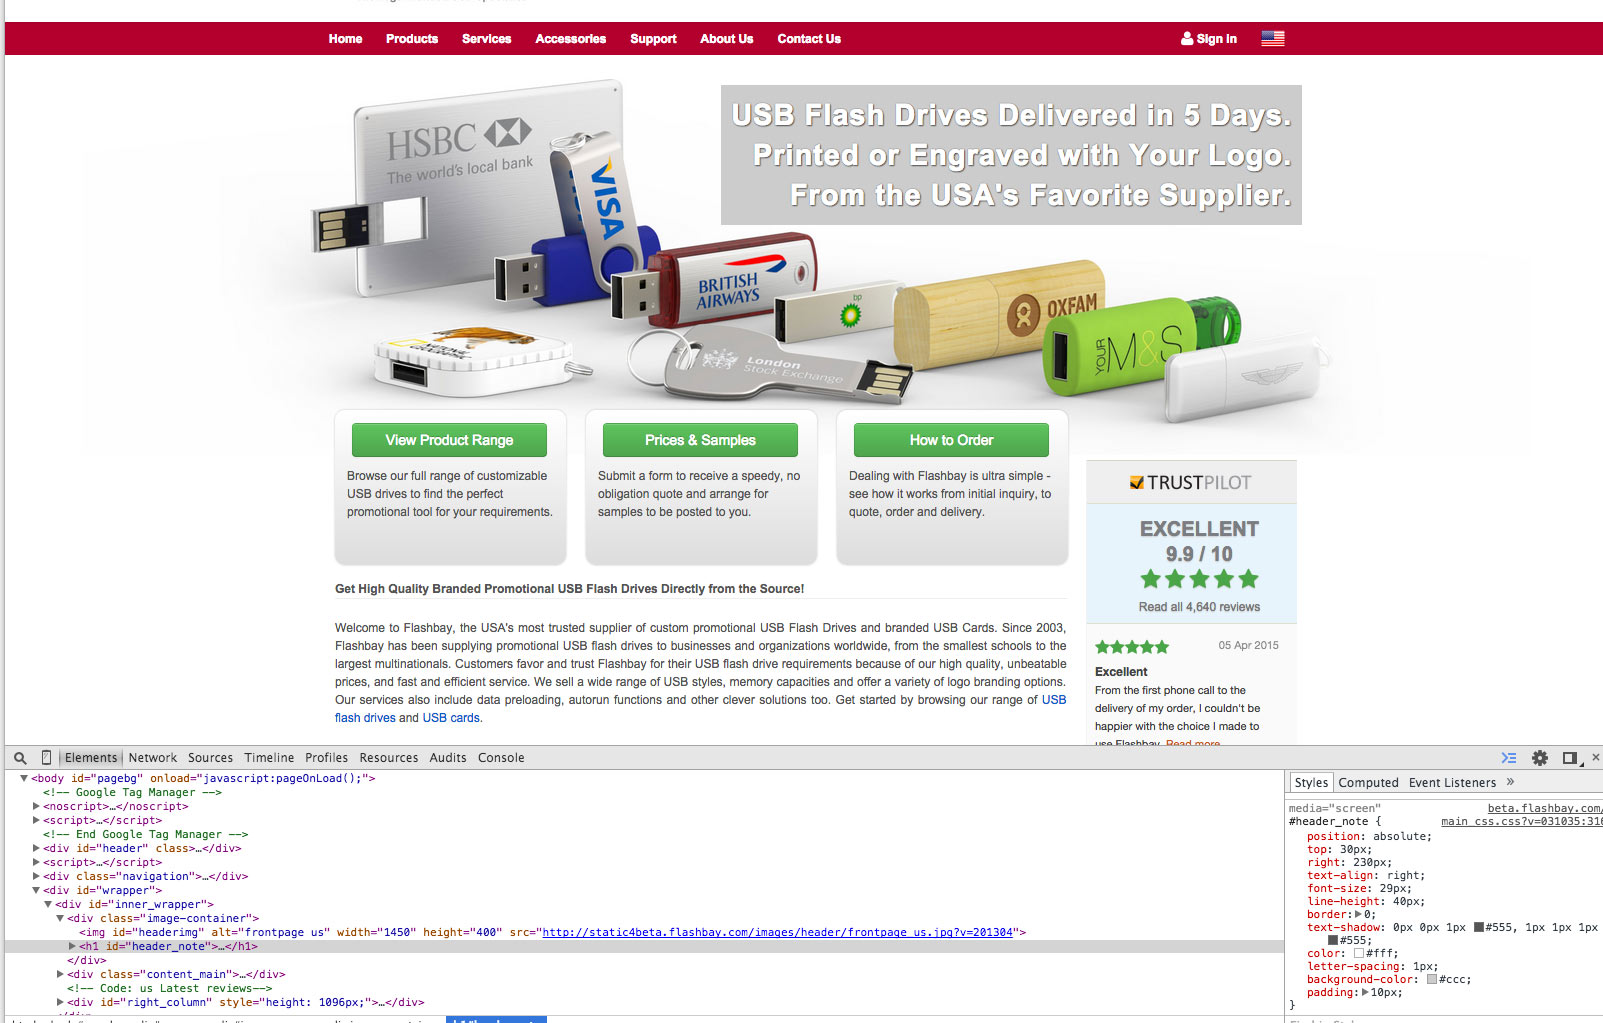 Home Products Services Accessories Support About Us Contact Us Sign In
USB Flash Drives Delivered in 5 Days.
Printed or Engraved with Your Logo.
From the USA's Favorite Supplier.
HSBC
The world's local bank
VISA
BRITISH
AIRWAYS
bp
OXFAM
YOUR M&S
London
Stock Exchange
View Product Range
Browse our full range of customizable
USB drives to find the perfect
promotional tool for your requirements.
Prices & Samples
Submit a form to receive a speedy, no
obligation quote and arrange for
samples to be posted to you.
How to Order
Dealing with Flashbay is ultra simple -
see how it works from initial inquiry, to
quote, order and delivery.
TRUSTPILOT
EXCELLENT
9.9 / 10
Read all 4,640 reviews
05 Apr 2015
Excellent
From the first phone call to the
delivery of my order, I couldn't be
happier with the choice I made to
use Flashbay. Read more
Get High Quality Branded Promotional USB Flash Drives Directly from the Source!
Welcome to Flashbay, the USA's most trusted supplier of custom promotional USB Flash Drives and branded USB Cards. Since 2003,
Flashbay has been supplying promotional USB flash drives to businesses and organizations worldwide, from the smallest schools to the
largest multinationals. Customers favor and trust Flashbay for their USB flash drive requirements because of our high quality, unbeatable
prices, and fast and efficient service. We sell a wide range of USB styles, memory capacities and offer a variety of logo branding options.
Our services also include data preloading, autorun functions and other clever solutions too. Get started by browsing our range of USB
flash drives and USB cards.
Elements Network Sources Timeline Profiles Resources Audits Console
<body id="pagebg" onload="javascript:pageOnLoad();">
<!-- Google Tag Manager -->
<noscript>…</noscript>
<script>…</script>
<!-- End Google Tag Manager -->
<div id="header" class>…</div>
<script>…</script>
<div class="navigation">…</div>
<div id="wrapper">
<div id="inner_wrapper">
<div class="image-container">
<img id="headerimg" alt="frontpage us" width="1450" height="400" src="http://static4beta.flashbay.com/images/header/frontpage_us.jpg?v=201304">
<h1 id="header_note">…</h1>
</div>
<div class="content_main">…</div>
<!-- Code: us Latest reviews-->
<div id="right_column" style="height: 1096px;">…</div>
Styles Computed Event Listeners »
media="screen" beta.flashbay.com/
#header_note { main_css.css?v=031035:316
position: absolute;
top: 30px;
right: 230px;
text-align: right;
font-size: 29px;
line-height: 40px;
border: 0;
text-shadow: 0px 0px 1px #555, 1px 1px 1px
#555;
color: #fff;
letter-spacing: 1px;
background-color: #ccc;
padding: 10px;
}